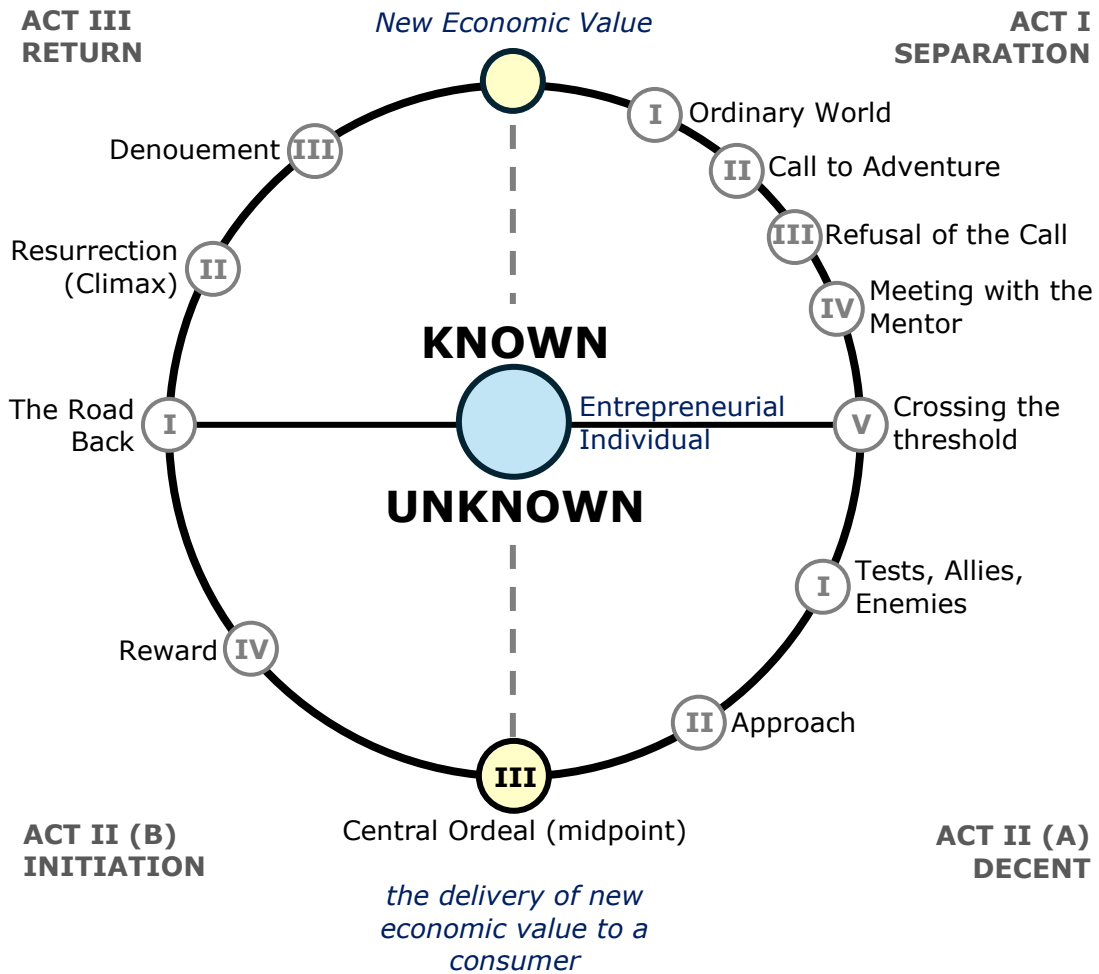 ACT III
RETURN
New Economic Value
ACT I
SEPARATION
I
Ordinary World
II
Call to Adventure
III
Refusal of the Call
IV
Meeting with the
Mentor
V
Crossing the
threshold
Denouement
III
Resurrection
(Climax)
II
The Road
Back
I
KNOWN
Entrepreneurial
Individual
UNKNOWN
I
Tests, Allies,
Enemies
II
Approach
Reward
IV
III
Central Ordeal (midpoint)
ACT II (B)
INITIATION
ACT II (A)
DECENT
the delivery of new
economic value to a
consumer